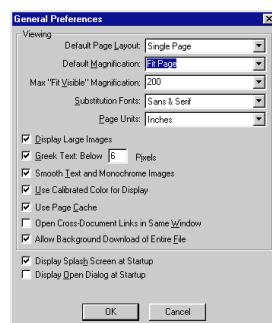 General Preferences
Viewing
Default Page Layout: Single Page
Default Magnification: Fit Page
Max "Fit Visible" Magnification: 200
Substitution Fonts: Sans & Serif
Page Units: Inches
Display Large Images
Greek Text: Below 6 Pixels
Smooth Text and Monochrome Images
Use Calibrated Color for Display
Use Page Cache
Open Cross-Document Links in Same Window
Allow Background Download of Entire File
Display Splash Screen at Startup
Display Open Dialog at Startup
OK Cancel